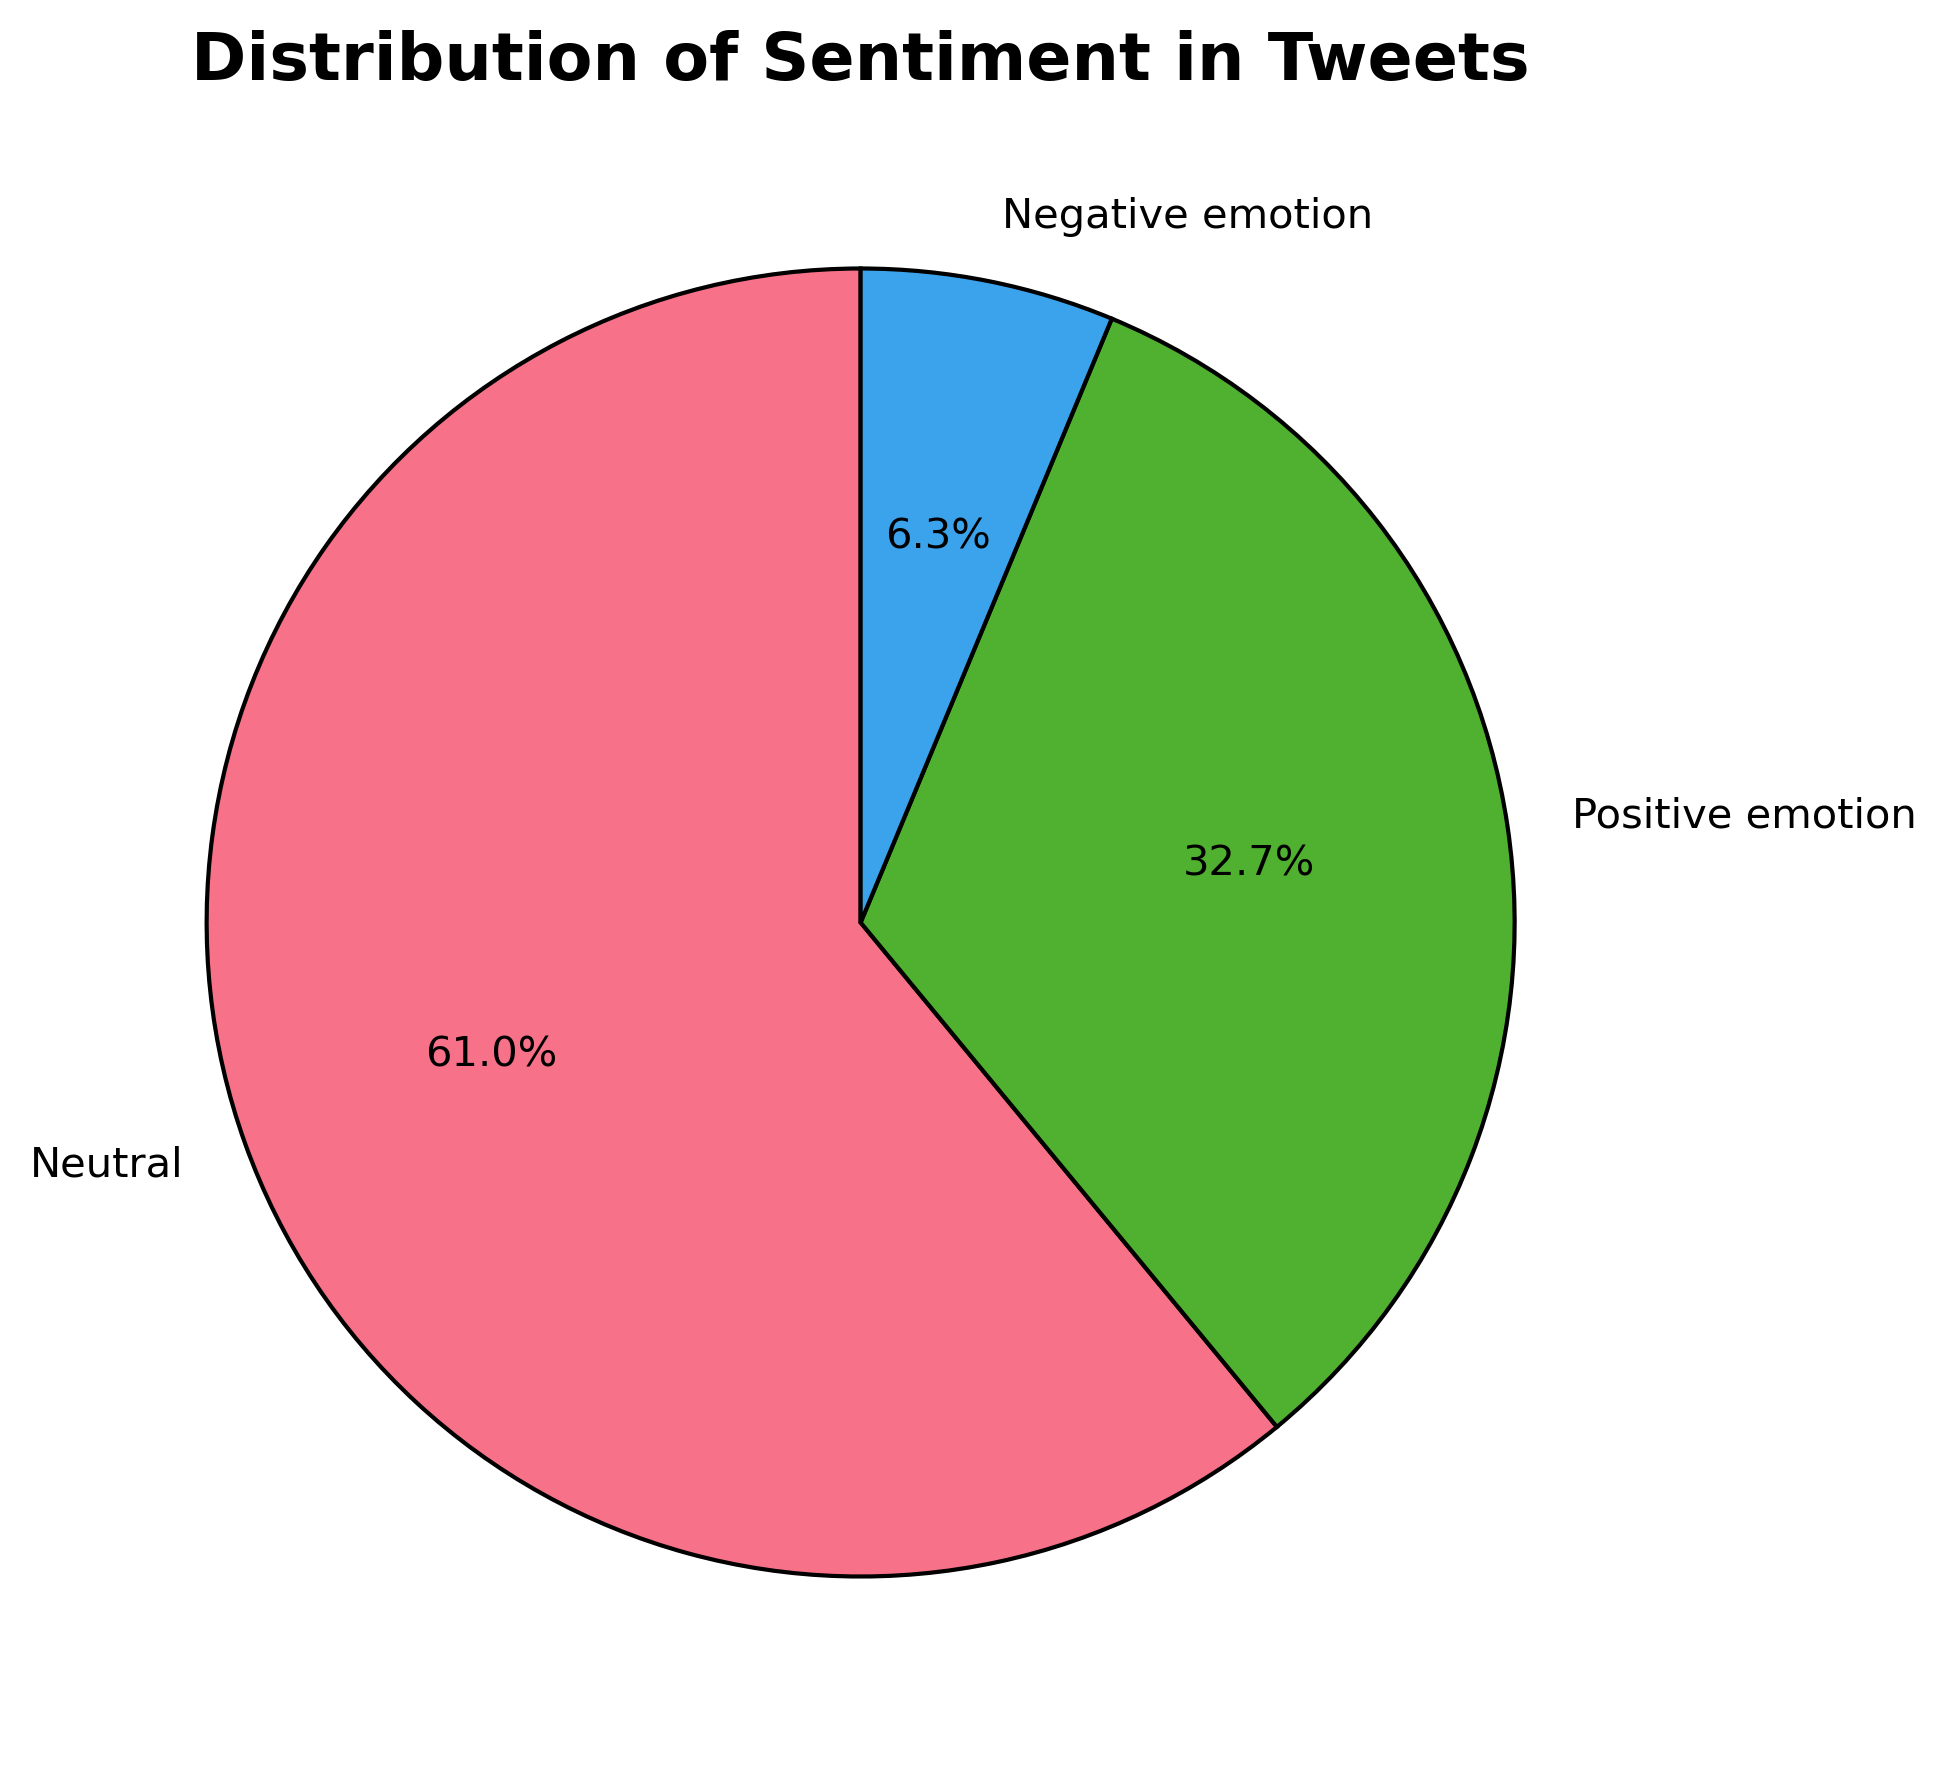 Distribution of Sentiment in Tweets
Negative emotion
6.3%
Positive emotion
32.7%
61.0%
Neutral